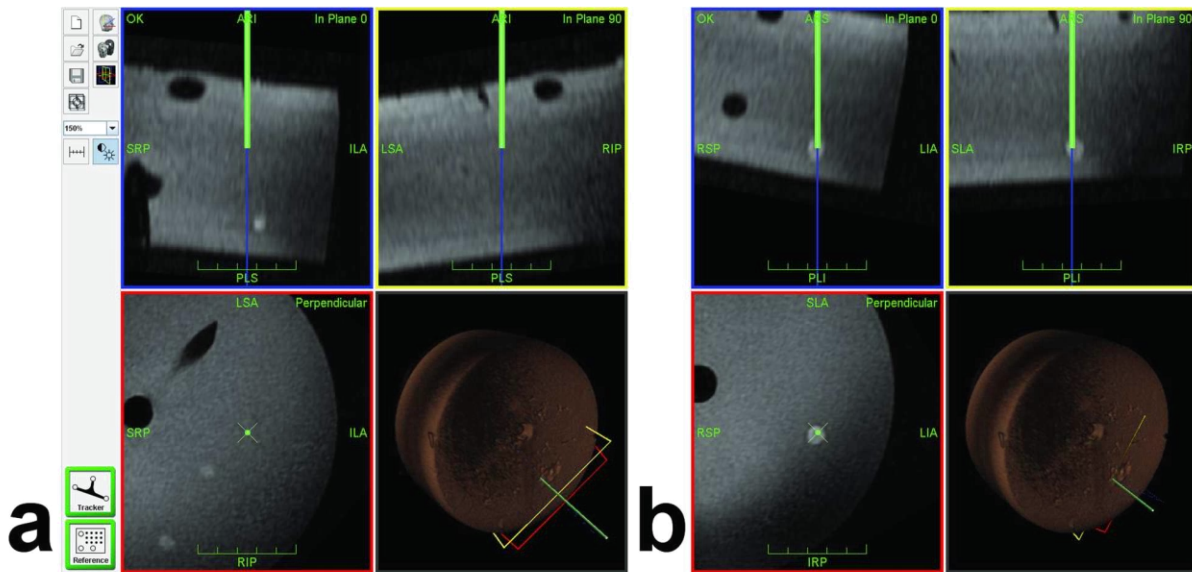 OK ARI In Plane 0
ARI In Plane 90
150%
SRP ILA
LSA RIP
PLS
PLS
LSA Perpendicular
SRP ILA
RIP
Tracker
Reference
a
OK In Plane 0
In Plane 90
RSP LIA
SLA IRP
PLI
PLI
SLA Perpendicular
RSP LIA
IRP
b